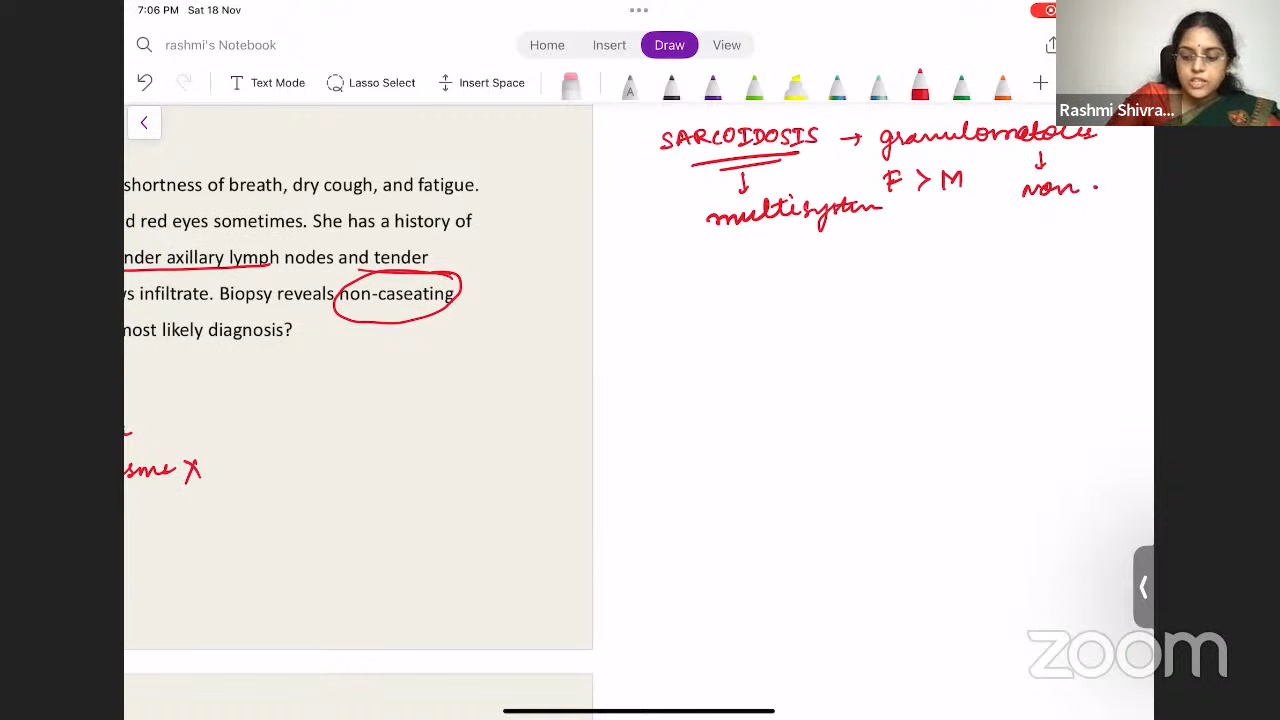 7:06 PM Sat 18 Nov
rashmi's Notebook
Home Insert Draw View
Text Mode Lasso Select Insert Space
A
Rashmi Shivra...
SARCOIDOSIS → granulomatous
↓ F > M ↓
multisystem non -
shortness of breath, dry cough, and fatigue.
d red eyes sometimes. She has a history of
nder axillary lymph nodes and tender
ws infiltrate. Biopsy reveals non-caseating
most likely diagnosis?
sme X
zoom